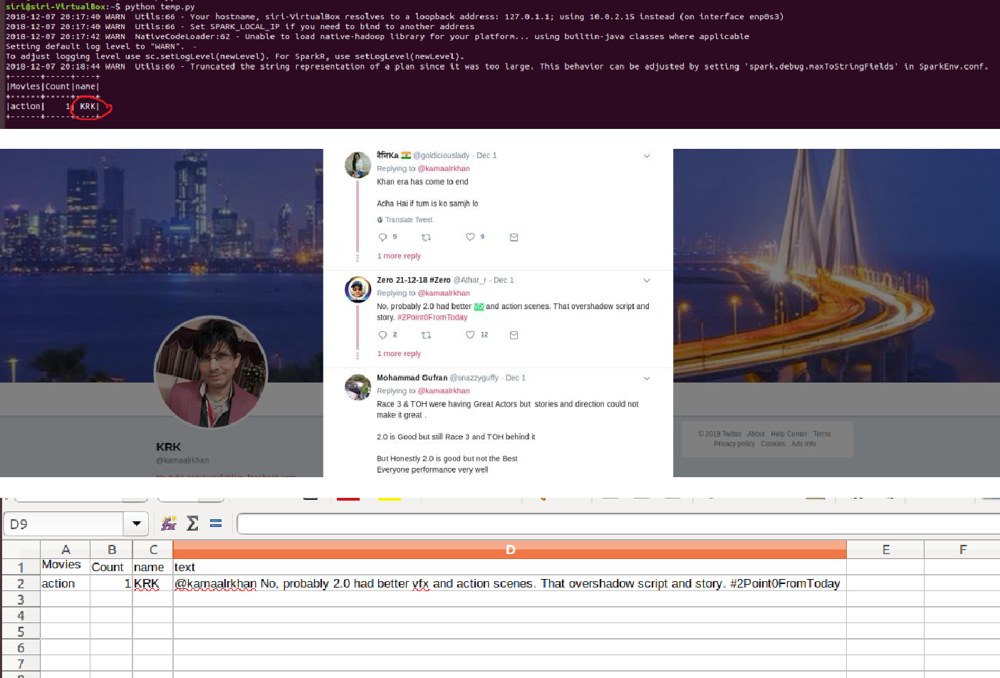 siri@siri-VirtualBox:~$ python temp.py
2018-12-07 20:17:40 WARN  Utils:66 - Your hostname, siri-VirtualBox resolves to a loopback address: 127.0.1.1; using 10.0.2.15 instead (on interface enp0s3)
2018-12-07 20:17:40 WARN  Utils:66 - Set SPARK_LOCAL_IP if you need to bind to another address
2018-12-07 20:17:42 WARN  NativeCodeLoader:62 - Unable to load native-hadoop library for your platform... using builtin-java classes where applicable
Setting default log level to "WARN".
To adjust logging level use sc.setLogLevel(newLevel). For SparkR, use setLogLevel(newLevel).
2018-12-07 20:18:44 WARN  Utils:66 - Truncated the string representation of a plan since it was too large. This behavior can be adjusted by setting 'spark.debug.maxToStringFields' in SparkEnv.conf.
+------+-----+----+
|Movies|Count|name|
+------+-----+----+
|action|    1| KRK|
+------+-----+----+
नैनिKa @goldiciouslady · Dec 1
Replying to @kamaalrkhan
Khan era has come to end
Acha Hai if tum is ko samjh lo
Translate Tweet
5 9
1 more reply
Zero 21-12-18 #Zero @Athar_r · Dec 1
Replying to @kamaalrkhan
No, probably 2.0 had better vfx and action scenes. That overshadow script and
story. #2Point0FromToday
2 12
1 more reply
Mohammad Gufran @snazzyguffy · Dec 1
Replying to @kamaalrkhan
Race 3 & TOH were having Great Actors but stories and direction could not
make it great .
2.0 is Good but still Race 3 and TOH behind it
But Honestly 2.0 is good but not the Best
Everyone performance very well
KRK
@kamaalrkhan
© 2018 Twitter About Help Center Terms
Privacy policy Cookies Ads info
D9
A B C D E F
1 Movies Count name text
2 action 1 KRK @kamaalrkhan No, probably 2.0 had better vfx and action scenes. That overshadow script and story. #2Point0FromToday
3
4
5
6
7